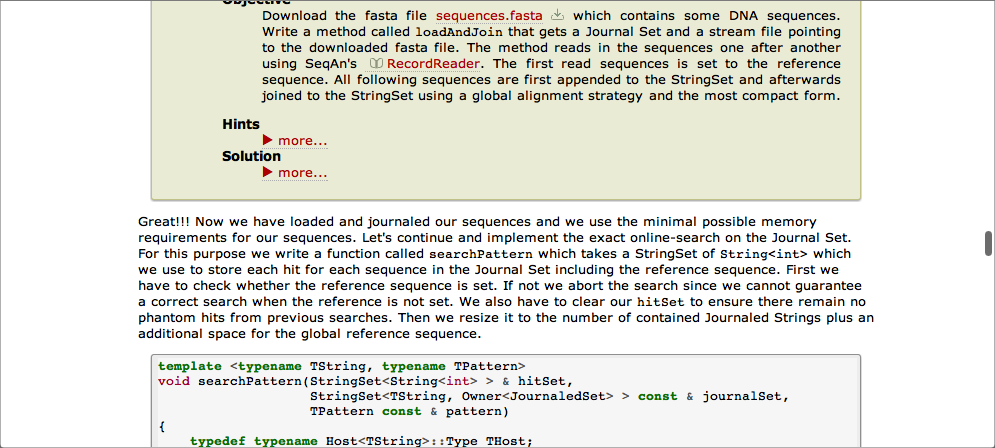 Objective
Download the fasta file sequences.fasta which contains some DNA sequences.
Write a method called loadAndJoin that gets a Journal Set and a stream file pointing
to the downloaded fasta file. The method reads in the sequences one after another
using SeqAn's RecordReader. The first read sequences is set to the reference
sequence. All following sequences are first appended to the StringSet and afterwards
joined to the StringSet using a global alignment strategy and the most compact form.
Hints
more...
Solution
more...
Great!!! Now we have loaded and journaled our sequences and we use the minimal possible memory
requirements for our sequences. Let's continue and implement the exact online-search on the Journal Set.
For this purpose we write a function called searchPattern which takes a StringSet of String<int> which
we use to store each hit for each sequence in the Journal Set including the reference sequence. First we
have to check whether the reference sequence is set. If not we abort the search since we cannot guarantee
a correct search when the reference is not set. We also have to clear our hitSet to ensure there remain no
phantom hits from previous searches. Then we resize it to the number of contained Journaled Strings plus an
additional space for the global reference sequence.
template <typename TString, typename TPattern>
void searchPattern(StringSet<String<int> > & hitSet,
StringSet<TString, Owner<JournaledSet> > const & journalSet,
TPattern const & pattern)
{
typedef typename Host<TString>::Type THost;